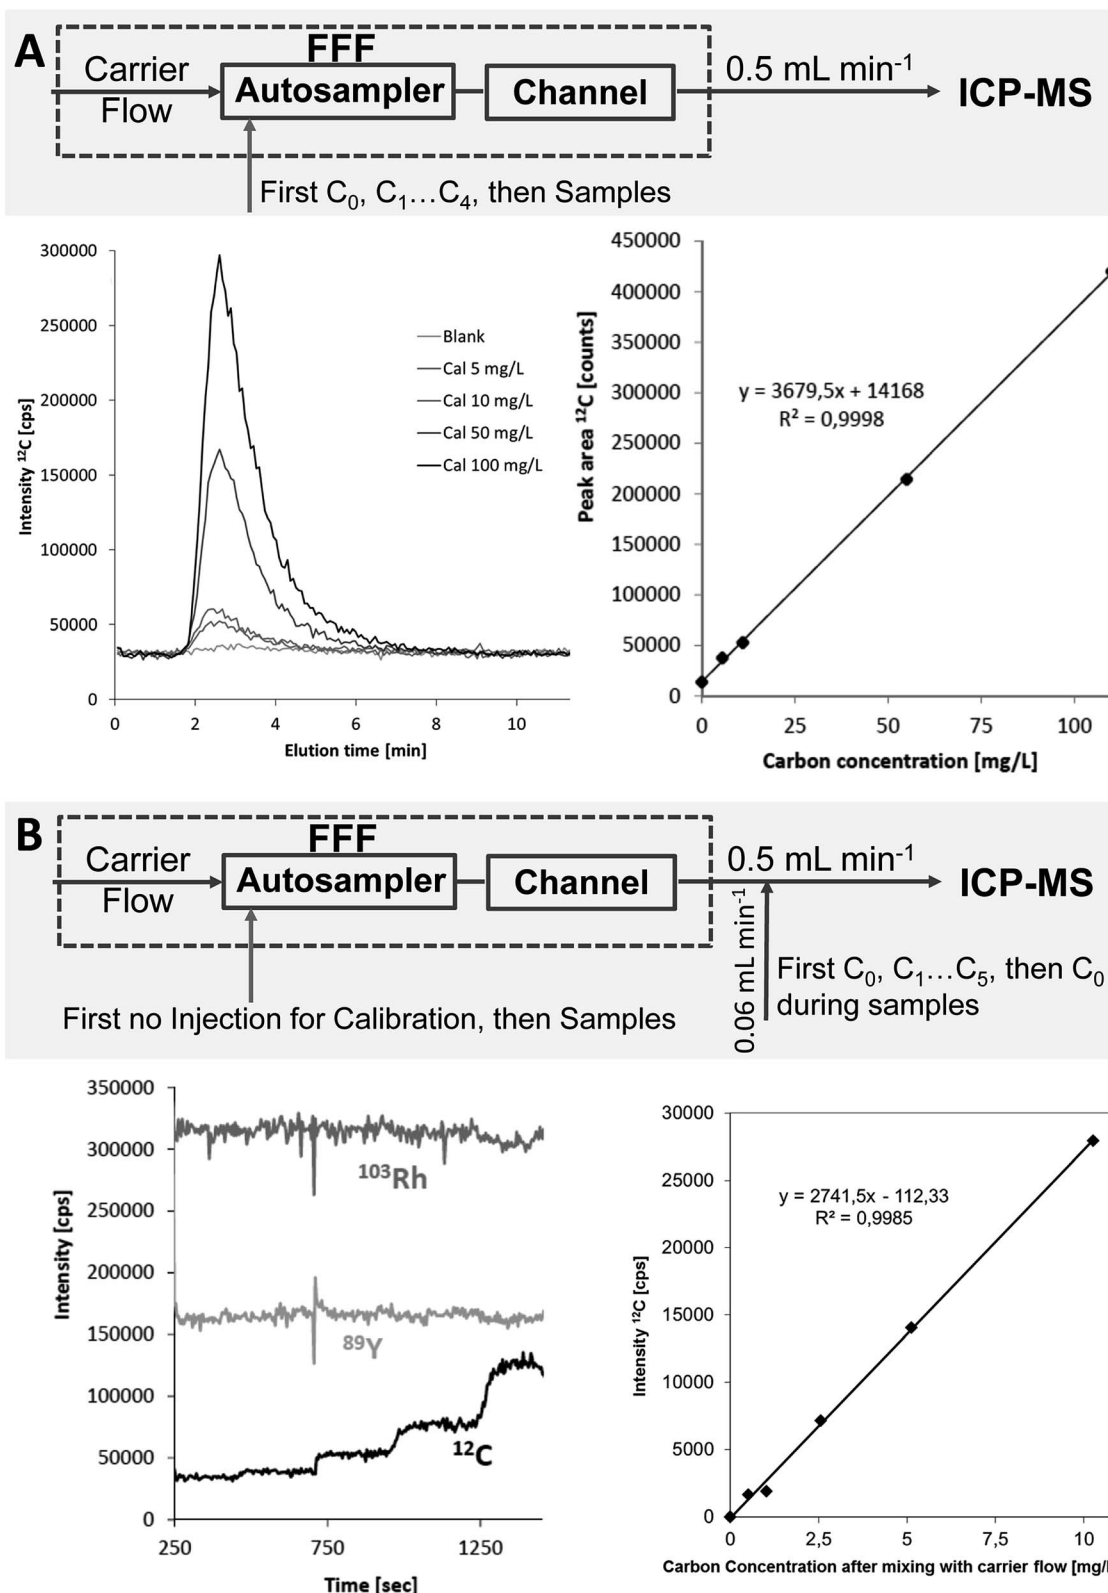 A
FFF
Carrier
Flow
Autosampler
Channel
0.5 mL min-1
ICP-MS
First C0, C1…C4, then Samples
300000
250000
200000
150000
100000
50000
0
Intensity 12C [cps]
0 2 4 6 8 10
Elution time [min]
Blank
Cal 5 mg/L
Cal 10 mg/L
Cal 50 mg/L
Cal 100 mg/L
450000
400000
350000
300000
250000
200000
150000
100000
50000
0
Peak area 12C [counts]
y = 3679,5x + 14168
R² = 0,9998
0 25 50 75 100
Carbon concentration [mg/L]
B
FFF
Carrier
Flow
Autosampler
Channel
0.5 mL min-1
ICP-MS
0.06 mL min-1
First C0, C1…C5, then C0
during samples
First no Injection for Calibration, then Samples
350000
300000
250000
200000
150000
100000
50000
0
Intensity [cps]
103Rh
89Y
12C
250 750 1250
Time [sec]
30000
25000
20000
15000
10000
5000
0
Intensity 12C [cps]
y = 2741,5x - 112,33
R² = 0,9985
0 2,5 5 7,5 10
Carbon Concentration after mixing with carrier flow [mg/